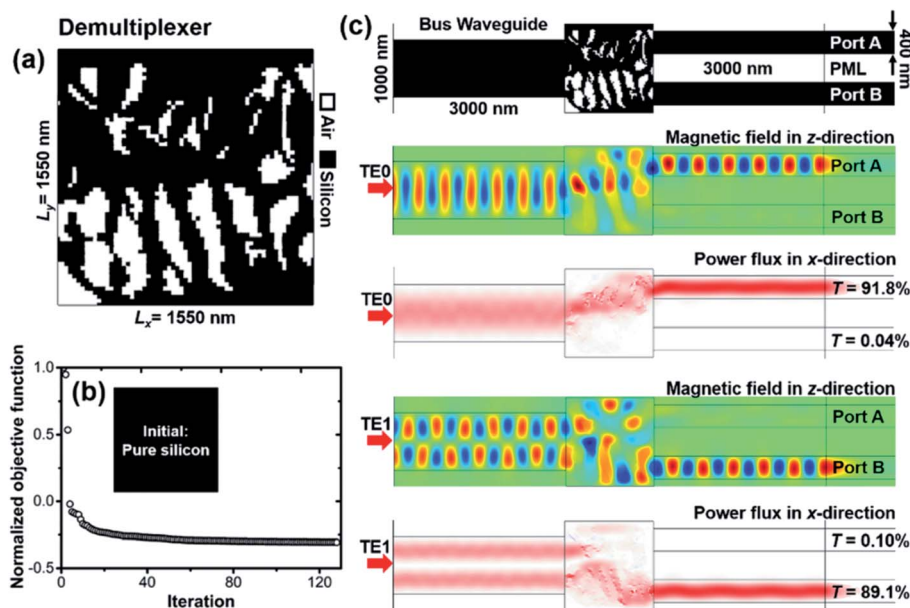 Demultiplexer
(a)
Air
Silicon
Ly= 1550 nm
Lx= 1550 nm
(b)
Normalized objective function
1.0
0.5
0.0
-0.5
Initial:
Pure silicon
0
40
80
120
Iteration
(c)
Bus Waveguide
1000 nm
3000 nm
3000 nm
Port A
PML
Port B
400 nm
Magnetic field in z-direction
TE0
Port A
Port B
Power flux in x-direction
TE0
T = 91.8%
T = 0.04%
Magnetic field in z-direction
TE1
Port A
Port B
Power flux in x-direction
TE1
T = 0.10%
T = 89.1%